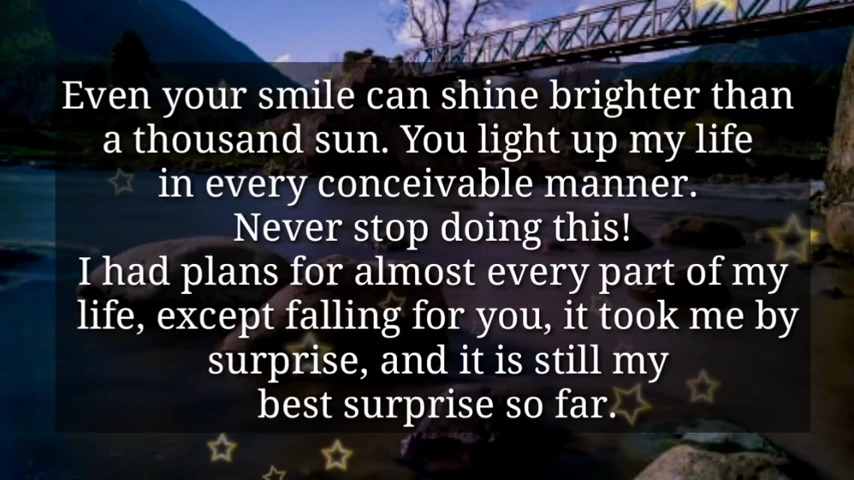 Even your smile can shine brighter than
a thousand sun. You light up my life
in every conceivable manner.
Never stop doing this!
I had plans for almost every part of my
life, except falling for you, it took me by
surprise, and it is still my
best surprise so far.